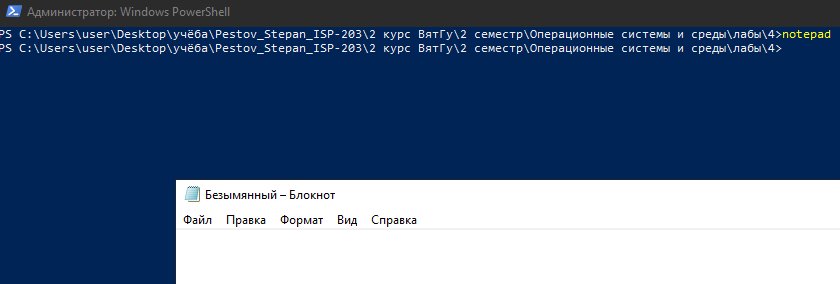 Администратор: Windows PowerShell
PS C:\Users\user\Desktop\учёба\Pestov_Stepan_ISP-203\2 курс ВятГу\2 семестр\Операционные системы и среды\лабы\4>notepad
PS C:\Users\user\Desktop\учёба\Pestov_Stepan_ISP-203\2 курс ВятГу\2 семестр\Операционные системы и среды\лабы\4>
Безымянный – Блокнот
Файл Правка Формат Вид Справка